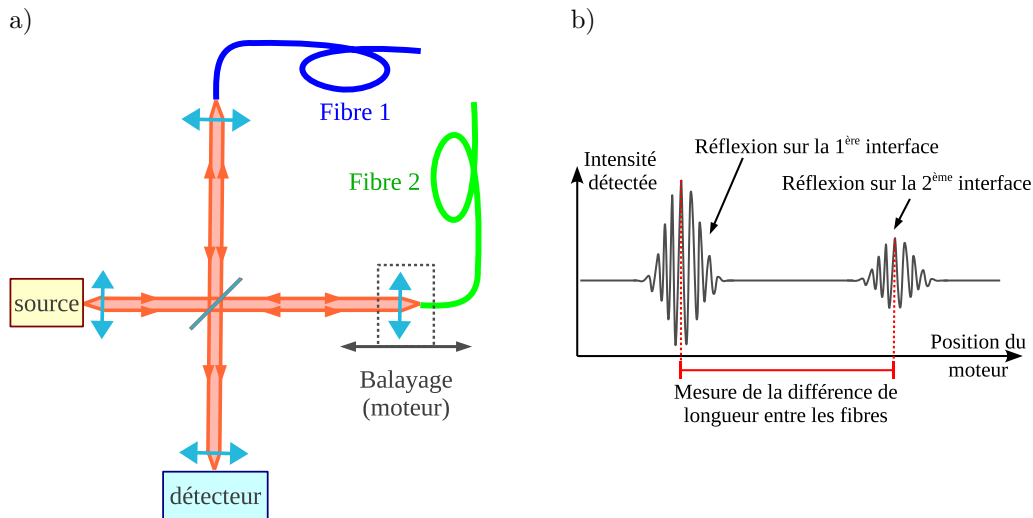 a)
Fibre 1
Fibre 2
source
Balayage
(moteur)
détecteur
b)
Réflexion sur la 1ère interface
Intensité
détectée
Réflexion sur la 2ème interface
Position du
moteur
Mesure de la différence de
longueur entre les fibres